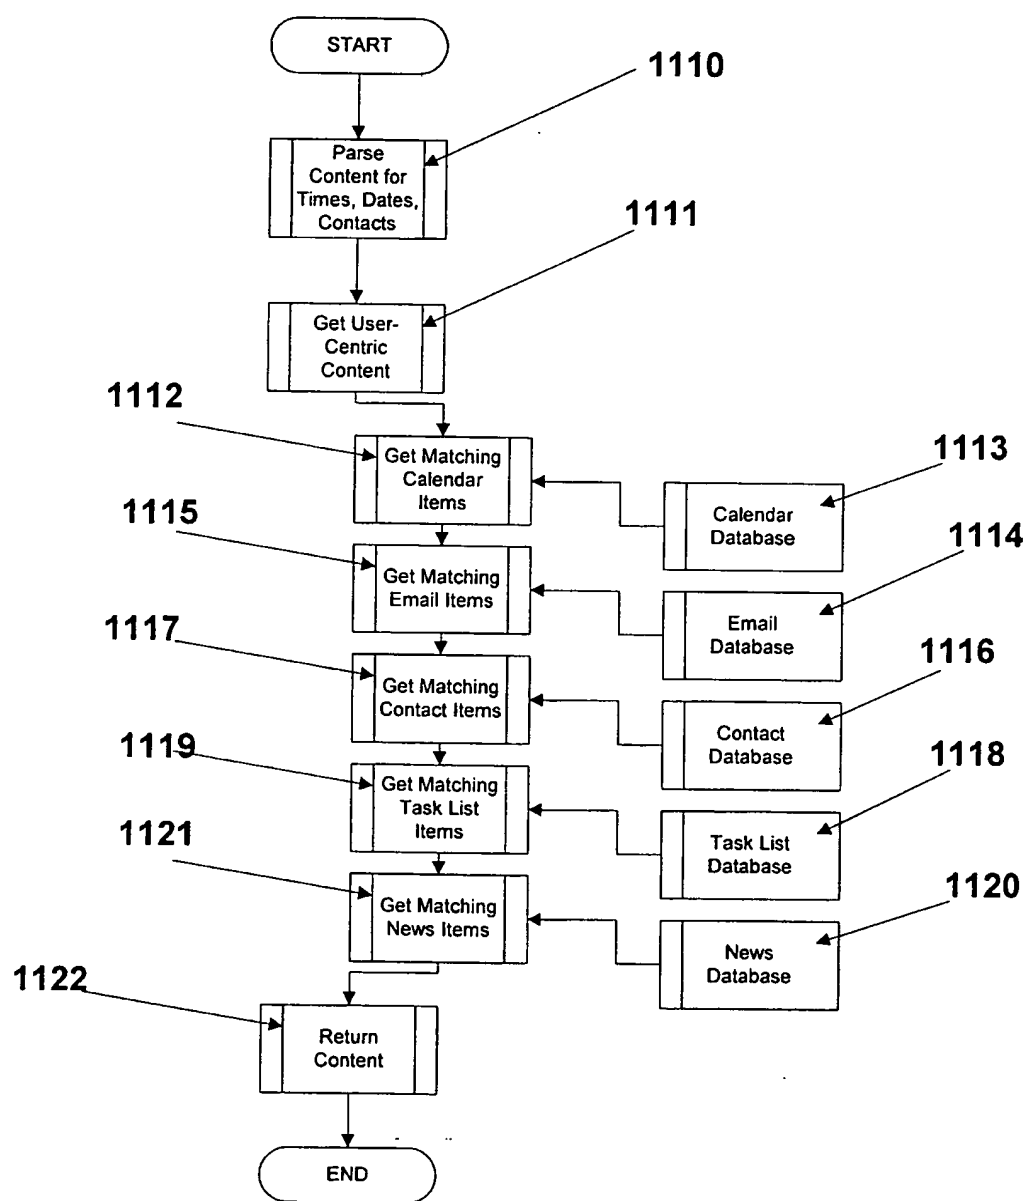 START
1110
Parse
Content for
Times, Dates,
Contacts
1111
Get User-
Centric
Content
1112
Get Matching
Calendar
Items
1113
Calendar
Database
1115
Get Matching
Email Items
1114
Email
Database
1117
Get Matching
Contact Items
1116
Contact
Database
1119
Get Matching
Task List
Items
1118
Task List
Database
1121
Get Matching
News Items
1120
News
Database
1122
Return
Content
END